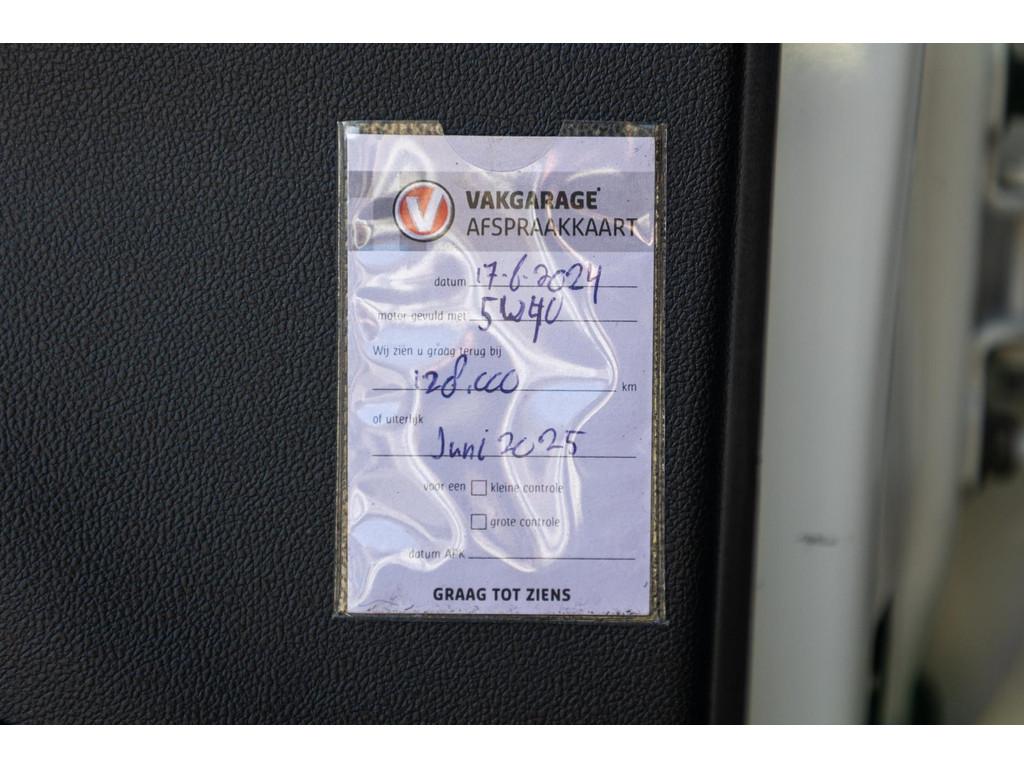 V VAKGARAGE
AFSPRAAKKAART
datum 17-6-2024
motor gevuld met 5W40
Wij zien u graag terug bij
128.000 km
of uiterlijk
Juni 2025
voor een kleine controle
grote controle
datum APK
GRAAG TOT ZIENS